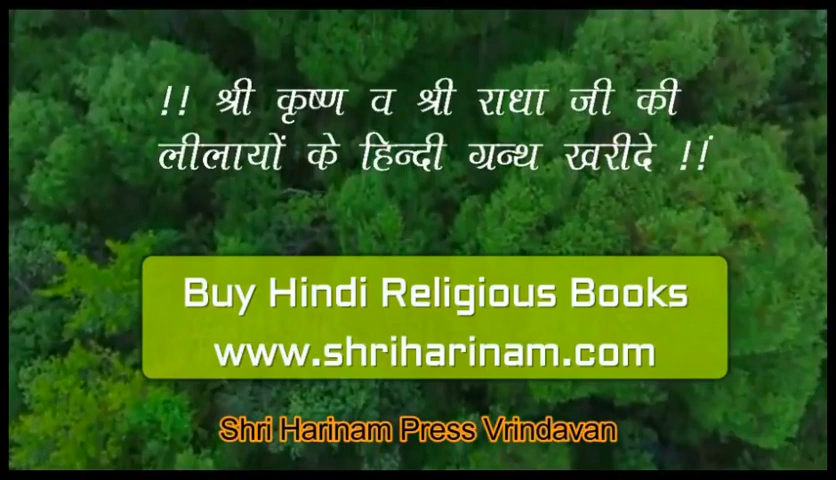 !! श्री कृष्ण व श्री राधा जी की
लीलायों के हिन्दी ग्रन्थ खरीदे !!
Buy Hindi Religious Books
www.shriharinam.com
Shri Harinam Press Vrindavan